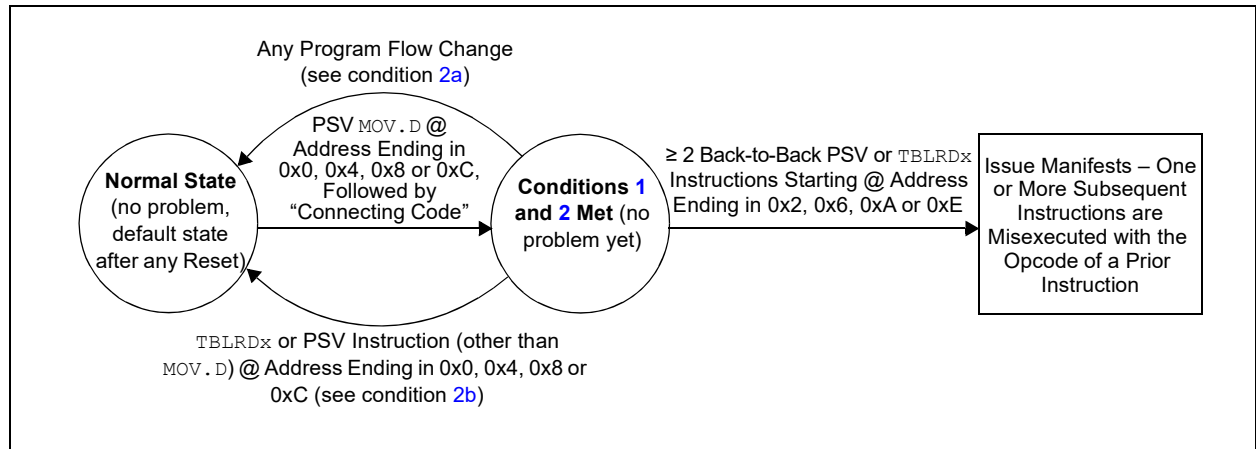 Any Program Flow Change
(see condition 2a)
PSV MOV.D @
Address Ending in
0x0, 0x4, 0x8 or 0xC,
Followed by
“Connecting Code”
Normal State
(no problem,
default state
after any Reset)
Conditions 1
and 2 Met (no
problem yet)
≥ 2 Back-to-Back PSV or TBLRDx
Instructions Starting @ Address
Ending in 0x2, 0x6, 0xA or 0xE
Issue Manifests – One
or More Subsequent
Instructions are
Misexecuted with the
Opcode of a Prior
Instruction
TBLRDx or PSV Instruction (other than
MOV.D) @ Address Ending in 0x0, 0x4, 0x8 or
0xC (see condition 2b)